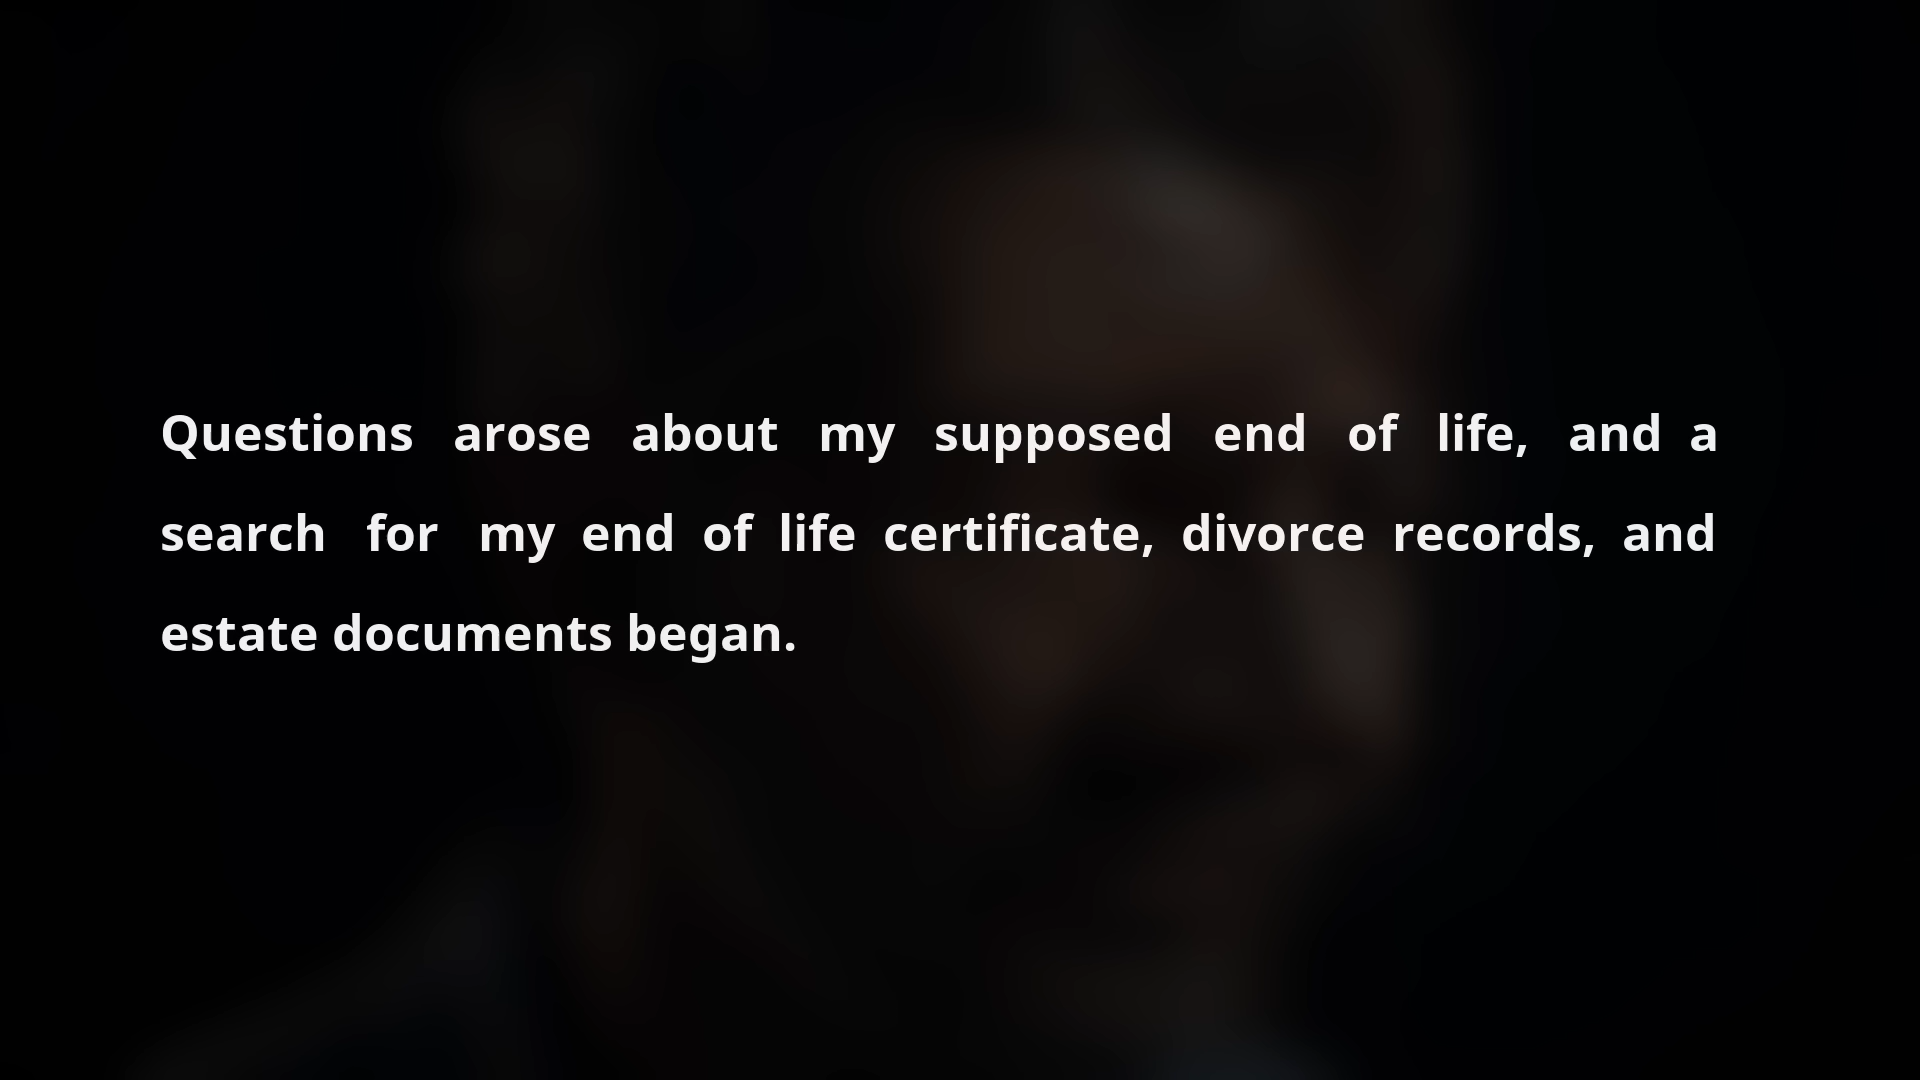 Questions arose about my supposed end of life, and a
search for my end of life certificate, divorce records, and
estate documents began.